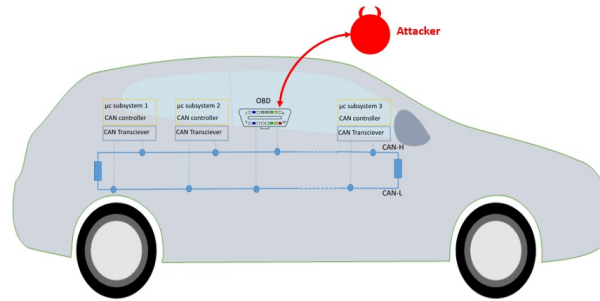 Attacker
OBD
µc subsystem 1
CAN controller
CAN Transciever
µc subsystem 2
CAN controller
CAN Transciever
µc subsystem 3
CAN controller
CAN Transciever
CAN-H
CAN-L